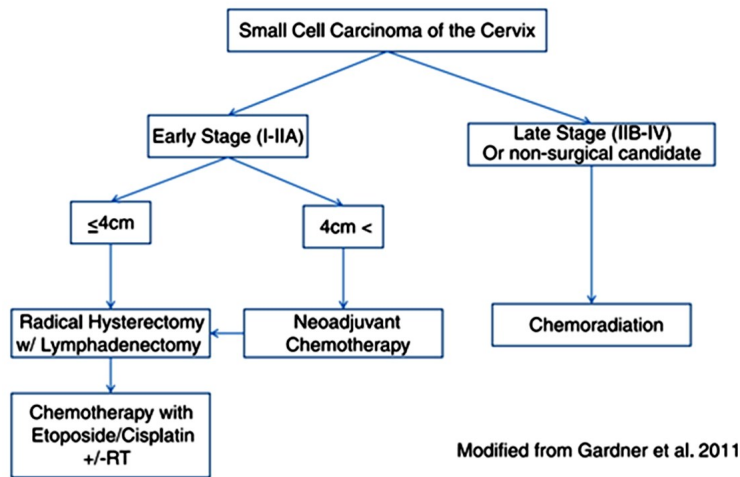 Small Cell Carcinoma of the Cervix
Early Stage (I-IIA)
Late Stage (IIB-IV)
Or non-surgical candidate
≤4cm
4cm <
Radical Hysterectomy
w/ Lymphadenectomy
Neoadjuvant
Chemotherapy
Chemoradiation
Chemotherapy with
Etoposide/Cisplatin
+/-RT
Modified from Gardner et al. 2011